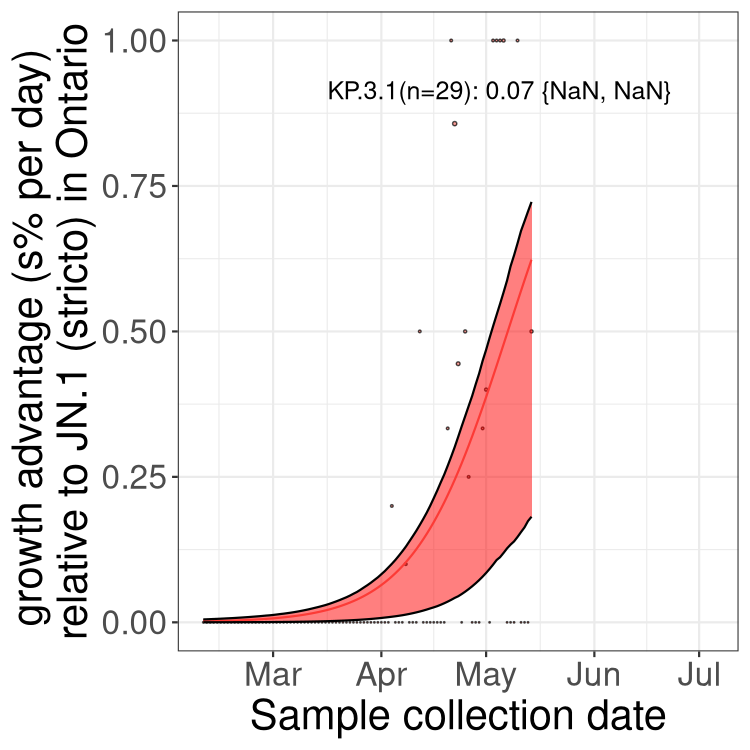 growth advantage (s% per day)
relative to JN.1 (stricto) in Ontario
1.00
0.75
0.50
0.25
0.00
KP.3.1(n=29): 0.07 {NaN, NaN}
Mar Apr May Jun Jul
Sample collection date